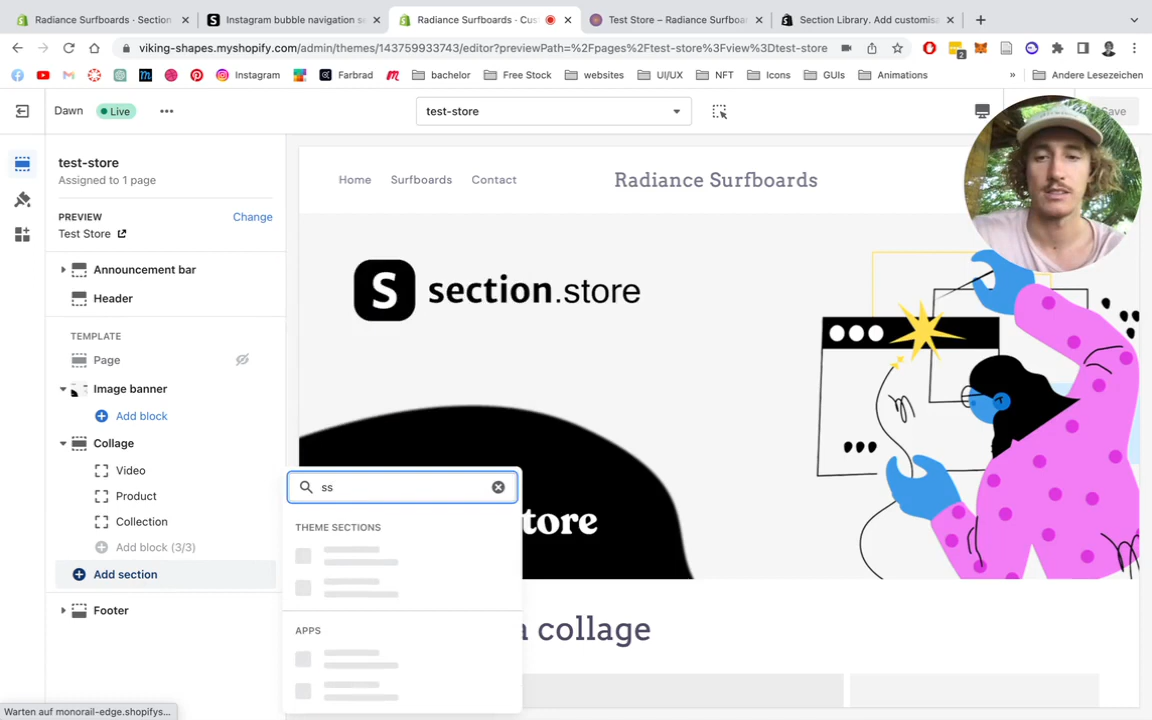 Radiance Surfboards · Section
Instagram bubble navigation se
Radiance Surfboards · Cus
Test Store – Radiance Surfboa
Section Library. Add customisa
viking-shapes.myshopify.com/admin/themes/143759933743/editor?previewPath=%2Fpages%2Ftest-store%3Fview%3Dtest-store
2
Instagram
Farbrad
bachelor
Free Stock
websites
UI/UX
NFT
Icons
GUIs
Animations
»
Andere Lesezeichen
Dawn
Live
test-store
Save
test-store
Assigned to 1 page
PREVIEW
Change
Test Store
Announcement bar
Header
TEMPLATE
Page
Image banner
Add block
Collage
Video
Product
Collection
Add block (3/3)
Add section
Footer
Home
Surfboards
Contact
Radiance Surfboards
S section.store
tore
ss
THEME SECTIONS
APPS
a collage
Warten auf monorail-edge.shopifys...